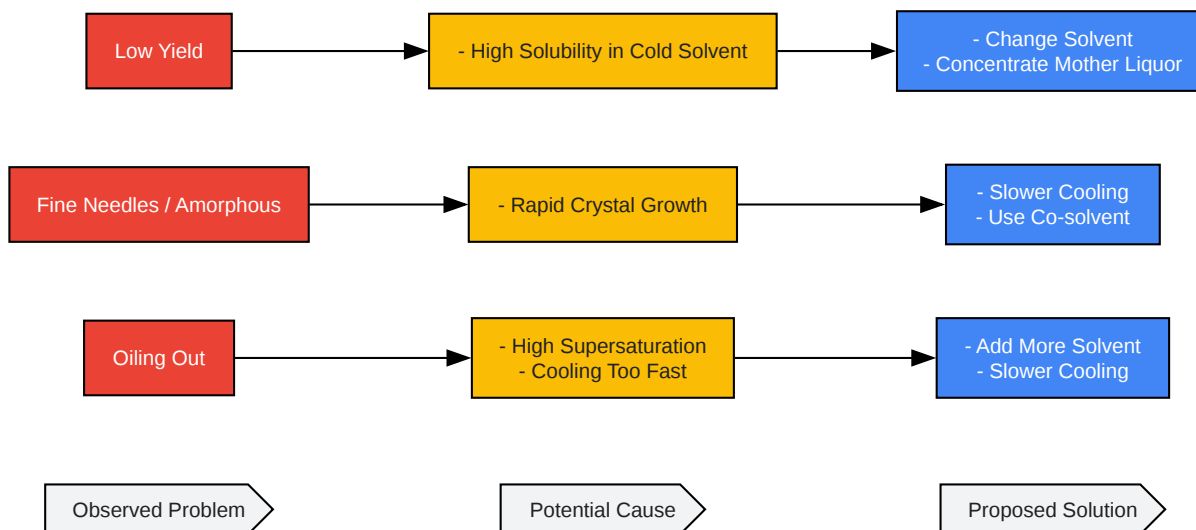 Low Yield
- High Solubility in Cold Solvent
- Change Solvent
- Concentrate Mother Liquor
Fine Needles / Amorphous
- Rapid Crystal Growth
- Slower Cooling
- Use Co-solvent
Oiling Out
- High Supersaturation
- Cooling Too Fast
- Add More Solvent
- Slower Cooling
Observed Problem
Potential Cause
Proposed Solution